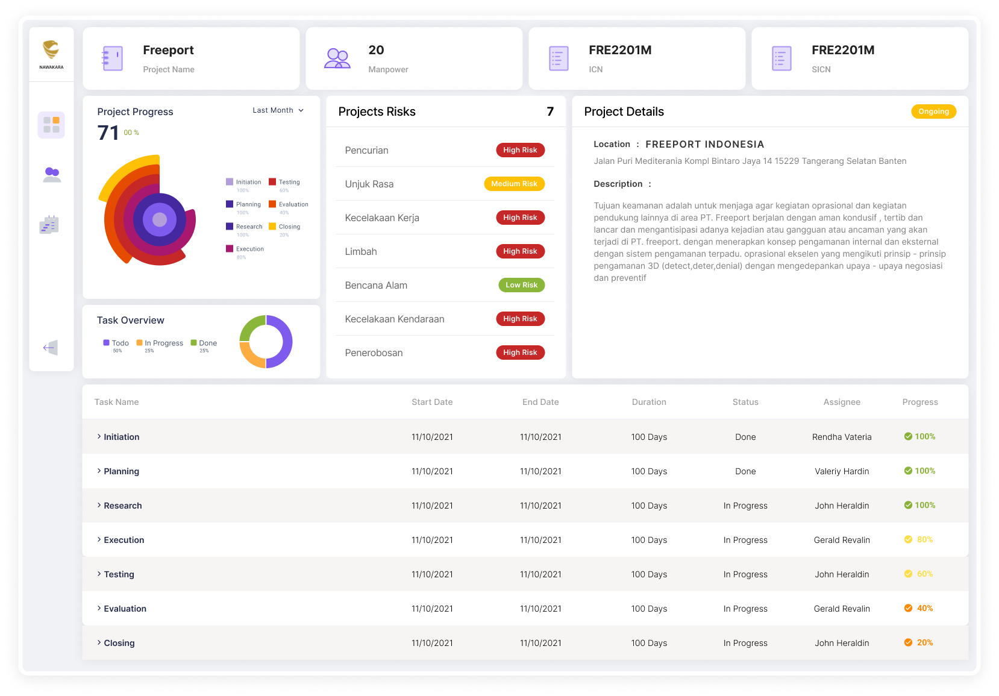 NAWAKARA
Freeport
Project Name
20
Manpower
FRE2201M
ICN
FRE2201M
SICN
Project Progress
Last Month
71 00 %
Initiation
100%
Testing
60%
Planning
100%
Evaluation
40%
Research
100%
Closing
20%
Execution
80%
Task Overview
Todo
50%
In Progress
25%
Done
25%
Projects Risks 7
Pencurian High Risk
Unjuk Rasa Medium Risk
Kecelakaan Kerja High Risk
Limbah High Risk
Bencana Alam Low Risk
Kecelakaan Kendaraan High Risk
Penerobosan High Risk
Project Details Ongoing
Location : FREEPORT INDONESIA
Jalan Puri Mediterania Kompl Bintaro Jaya 14 15229 Tangerang Selatan Banten
Description :
Tujuan keamanan adalah untuk menjaga agar kegiatan oprasional dan kegiatan
pendukung lainnya di area PT. Freeport berjalan dengan aman kondusif , tertib dan
lancar dan mengantisipasi adanya kejadian atau gangguan atau ancaman yang akan
terjadi di PT. freeport. dengan menerapkan konsep pengamanan internal dan eksternal
dengan sistem pengamanan terpadu. oprasional ekselen yang mengikuti prinsip - prinsip
pengamanan 3D (detect,deter,denial) dengan mengedepankan upaya - upaya negosiasi
dan preventif
Task Name Start Date End Date Duration Status Assignee Progress
Initiation 11/10/2021 11/10/2021 100 Days Done Rendha Vateria 100%
Planning 11/10/2021 11/10/2021 100 Days Done Valeriy Hardin 100%
Research 11/10/2021 11/10/2021 100 Days In Progress John Heraldin 100%
Execution 11/10/2021 11/10/2021 100 Days In Progress Gerald Revalin 80%
Testing 11/10/2021 11/10/2021 100 Days In Progress John Heraldin 60%
Evaluation 11/10/2021 11/10/2021 100 Days In Progress Gerald Revalin 40%
Closing 11/10/2021 11/10/2021 100 Days In Progress John Heraldin 20%